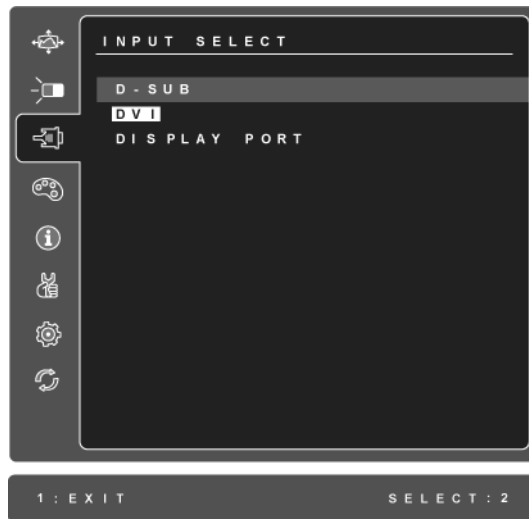 INPUT SELECT
D-SUB
DVI
DISPLAY PORT
1:EXIT SELECT:2